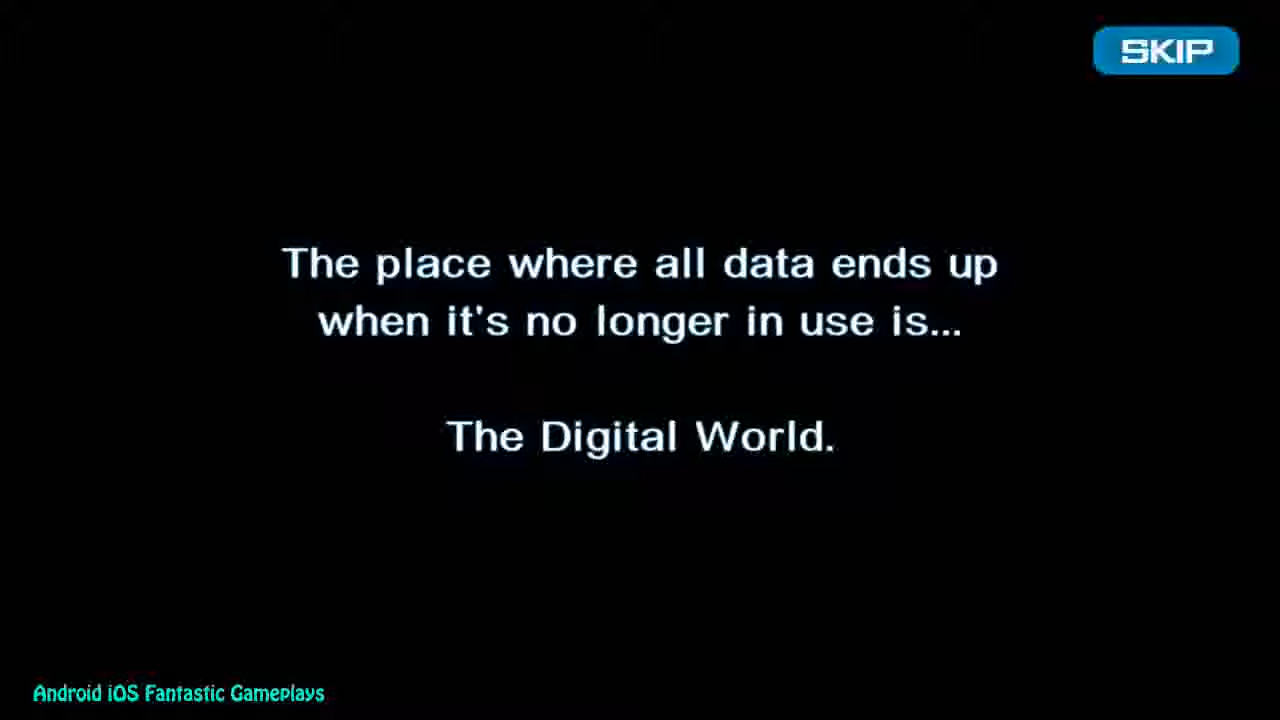 SKIP
The place where all data ends up
when it's no longer in use is...
The Digital World.
Android iOS Fantastic Gameplays